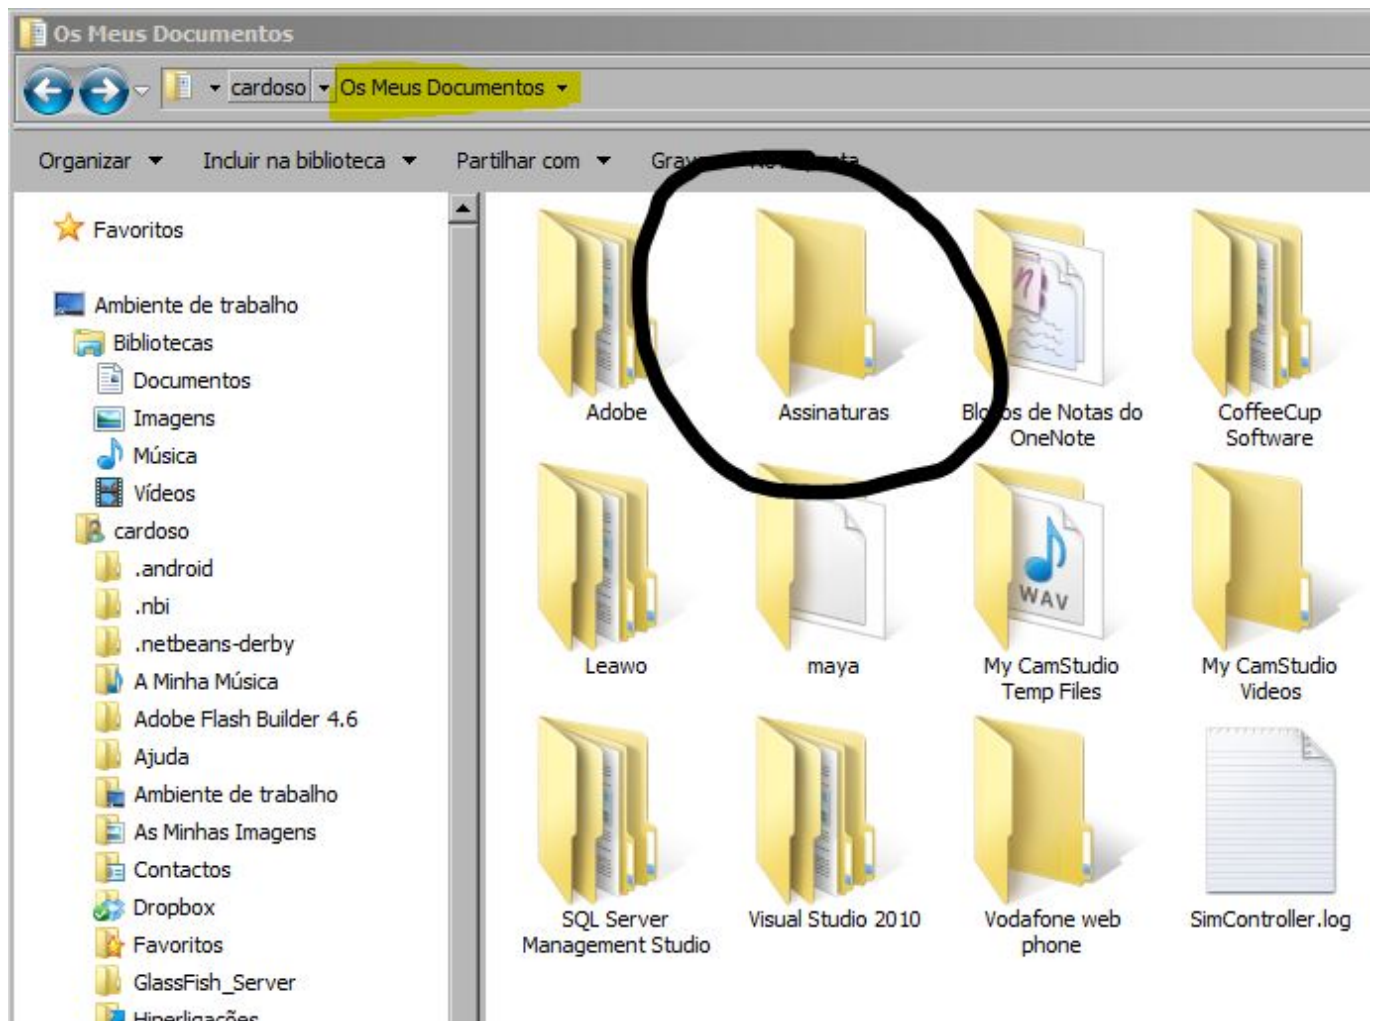 Os Meus Documentos
cardoso Os Meus Documentos
Organizar Incluir na biblioteca Partilhar com
Favoritos
Ambiente de trabalho
Bibliotecas
Documentos
Imagens
Música
Vídeos
cardoso
.android
.nbi
.netbeans-derby
A Minha Música
Adobe Flash Builder 4.6
Ajuda
Ambiente de trabalho
As Minhas Imagens
Contactos
Dropbox
Favoritos
GlassFish_Server
Hiperligações
Adobe
Assinaturas
Blocos de Notas do
OneNote
CoffeeCup
Software
Leawo
maya
WAV
My CamStudio
Temp Files
My CamStudio
Videos
SQL Server
Management Studio
Visual Studio 2010
Vodafone web
phone
SimController.log